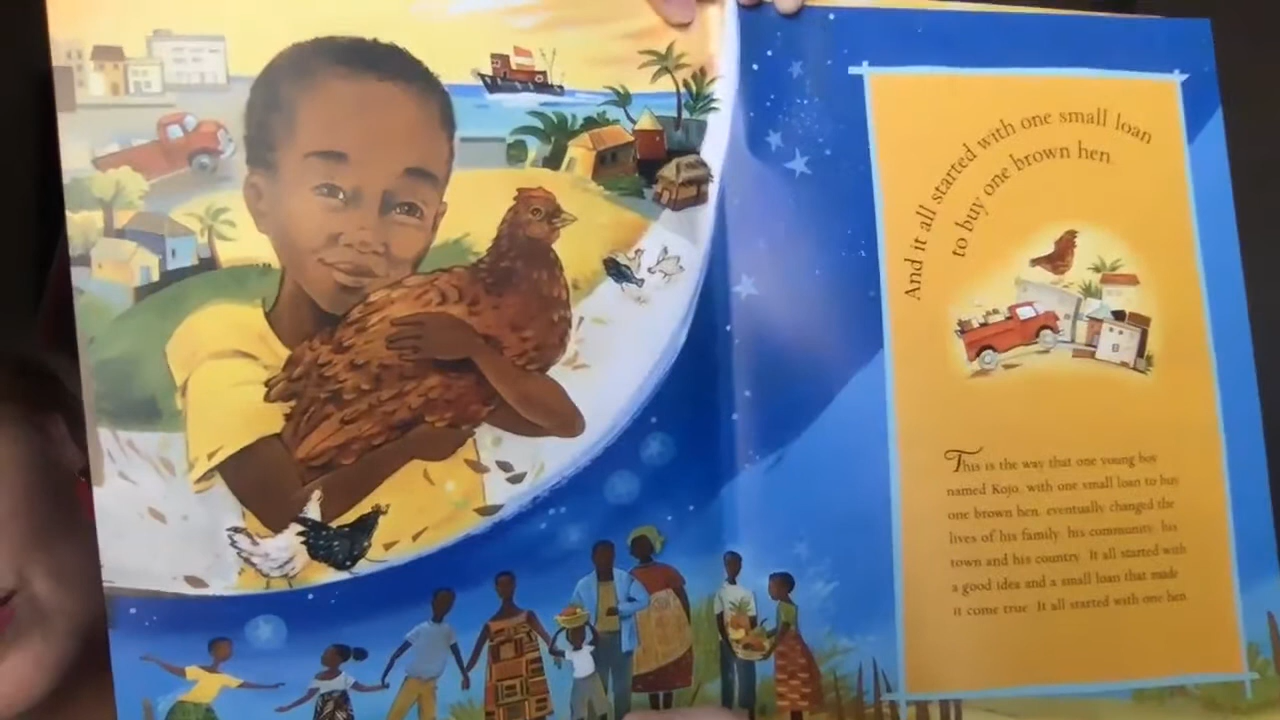 And it all started with one small loan
to buy one brown hen.
This is the way that one young boy
named Kojo, with one small loan to buy
one brown hen, eventually changed the
lives of his family, his community, his
town and his country. It all started with
a good idea and a small loan that made
it come true. It all started with one hen.